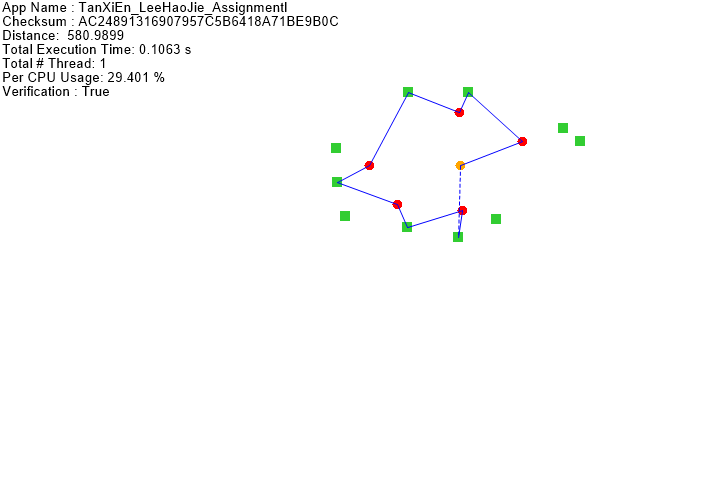 App Name : TanXiEn_LeeHaoJie_AssignmentI
Checksum : AC24891316907957C5B6418A71BE9B0C
Distance:  580.9899
Total Execution Time: 0.1063 s
Total # Thread: 1
Per CPU Usage: 29.401 %
Verification : True